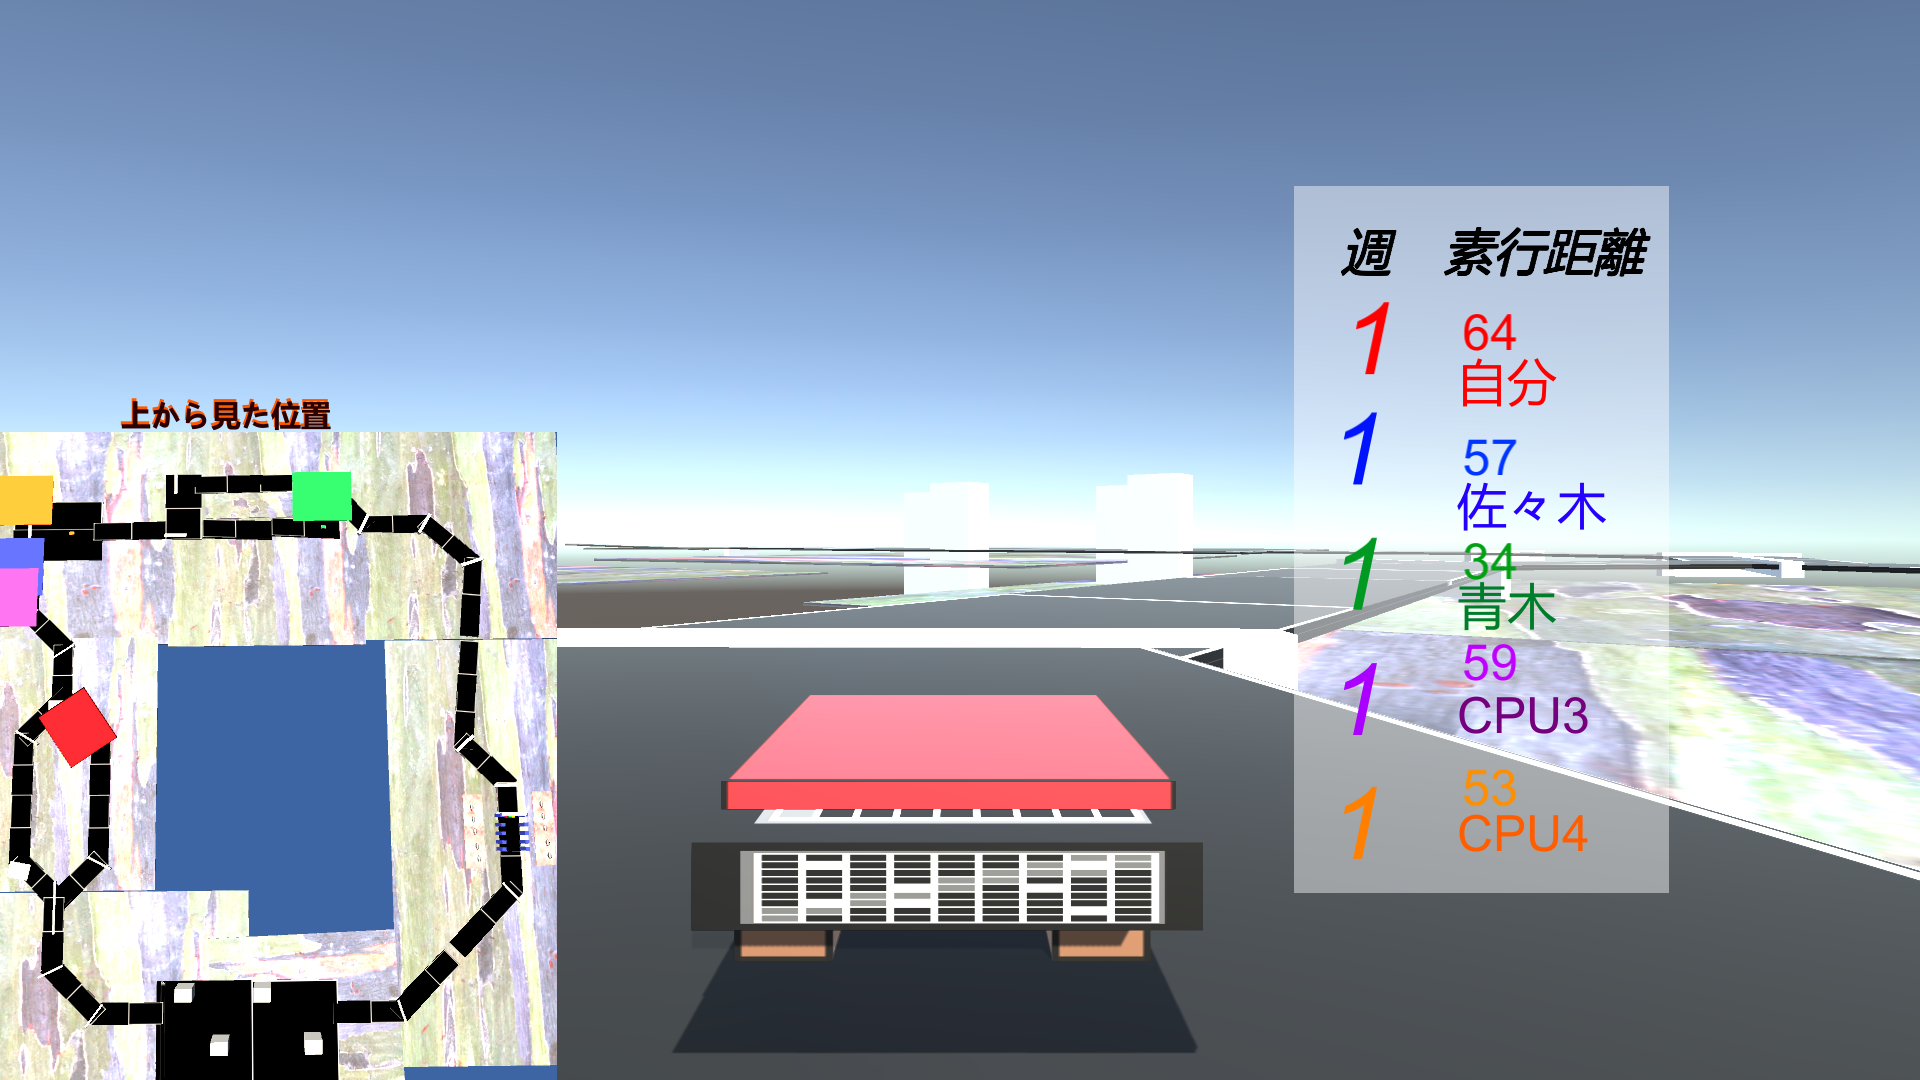 上から見た位置
週 素行距離
1 64
自分
1 57
佐々木
1 34
青木
1 59
CPU3
1 53
CPU4